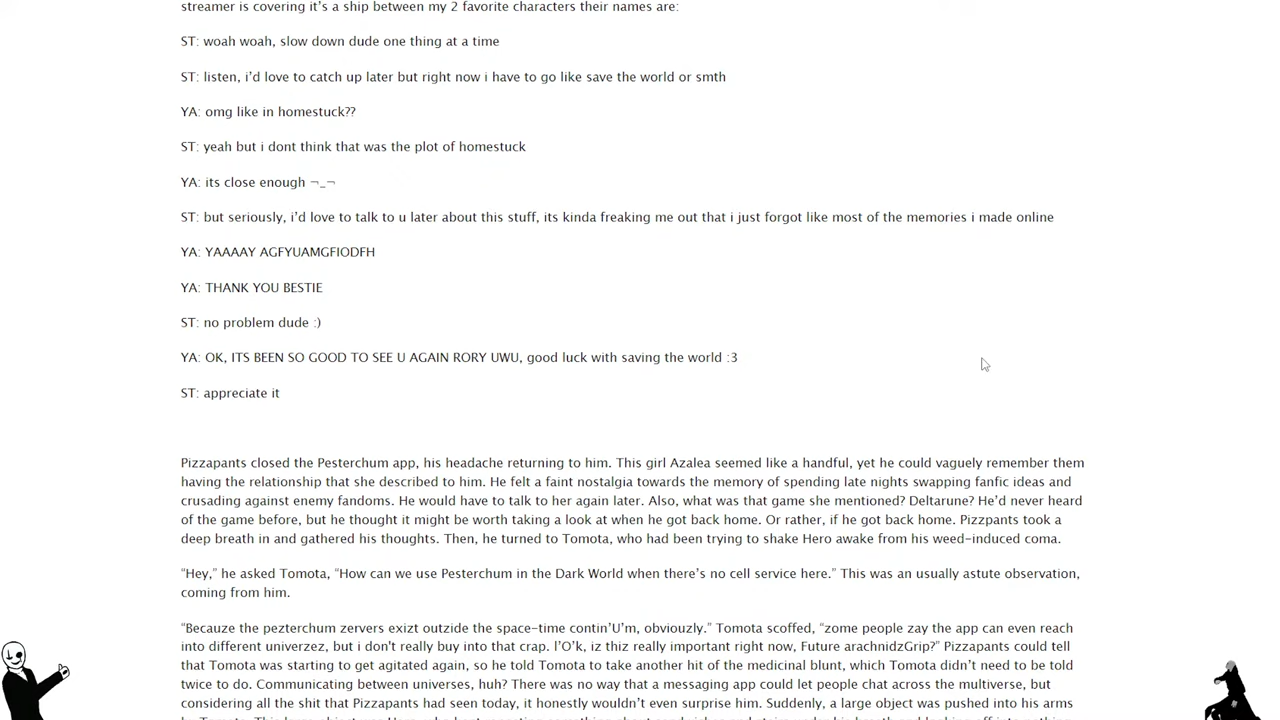 streamer is covering it’s a ship between my 2 favorite characters their names are:
ST: woah woah, slow down dude one thing at a time
ST: listen, i’d love to catch up later but right now i have to go like save the world or smth
YA: omg like in homestuck??
ST: yeah but i dont think that was the plot of homestuck
YA: its close enough ¬_¬
ST: but seriously, i’d love to talk to u later about this stuff, its kinda freaking me out that i just forgot like most of the memories i made online
YA: YAAAAY AGFYUAMGFIODFH
YA: THANK YOU BESTIE
ST: no problem dude :)
YA: OK, ITS BEEN SO GOOD TO SEE U AGAIN RORY UWU, good luck with saving the world :3
ST: appreciate it
Pizzapants closed the Pesterchum app, his headache returning to him. This girl Azalea seemed like a handful, yet he could vaguely remember them
having the relationship that she described to him. He felt a faint nostalgia towards the memory of spending late nights swapping fanfic ideas and
crusading against enemy fandoms. He would have to talk to her again later. Also, what was that game she mentioned? Deltarune? He’d never heard
of the game before, but he thought it might be worth taking a look at when he got back home. Or rather, if he got back home. Pizzpants took a
deep breath in and gathered his thoughts. Then, he turned to Tomota, who had been trying to shake Hero awake from his weed-induced coma.
“Hey,” he asked Tomota, “How can we use Pesterchum in the Dark World when there’s no cell service here.” This was an usually astute observation,
coming from him.
“Becauze the pezterchum zervers exizt outzide the space-time contin’U’m, obviouzly.” Tomota scoffed, “zome people zay the app can even reach
into different univerzez, but i don't really buy into that crap. l’O’k, iz thiz really important right now, Future arachnidzGrip?” Pizzapants could tell
that Tomota was starting to get agitated again, so he told Tomota to take another hit of the medicinal blunt, which Tomota didn’t need to be told
twice to do. Communicating between universes, huh? There was no way that a messaging app could let people chat across the multiverse, but
considering all the shit that Pizzapants had seen today, it honestly wouldn’t even surprise him. Suddenly, a large object was pushed into his arms